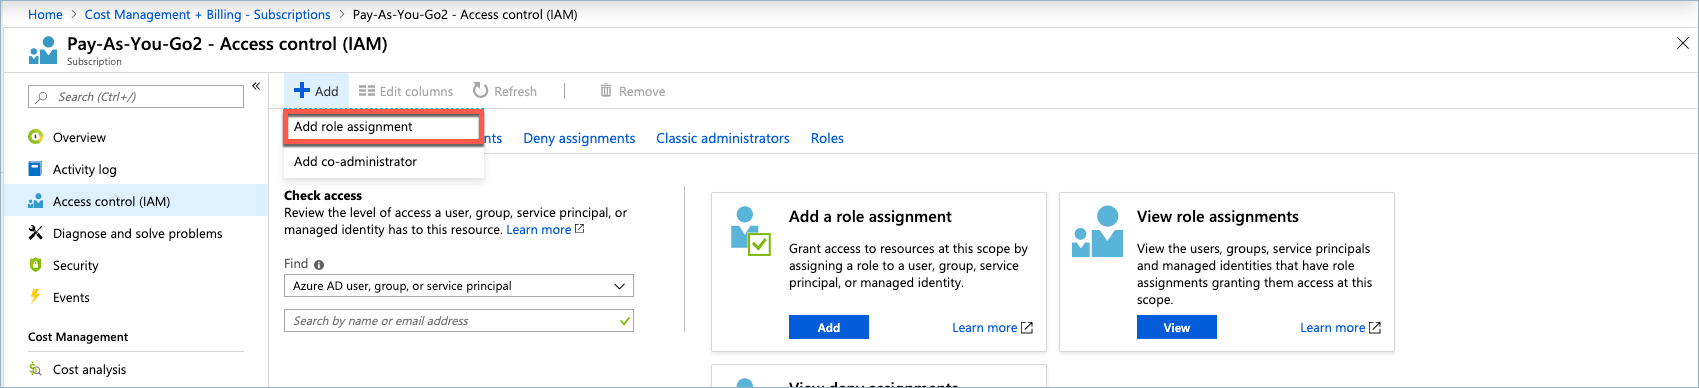 Home > Cost Management + Billing - Subscriptions > Pay-As-You-Go2 - Access control (IAM)
Pay-As-You-Go2 - Access control (IAM)
Subscription
Search (Ctrl+/)
«
Overview
Activity log
Access control (IAM)
Diagnose and solve problems
Security
Events
Cost Management
Cost analysis
Add
Edit columns
Refresh
Remove
Add role assignment
Add co-administrator
nts
Deny assignments
Classic administrators
Roles
Check access
Review the level of access a user, group, service principal, or
managed identity has to this resource. Learn more
Find
Azure AD user, group, or service principal
Search by name or email address
Add a role assignment
Grant access to resources at this scope by
assigning a role to a user, group, service
principal, or managed identity.
Add
Learn more
View role assignments
View the users, groups, service principals
and managed identities that have role
assignments granting them access at this
scope.
View
Learn more
View deny assignments